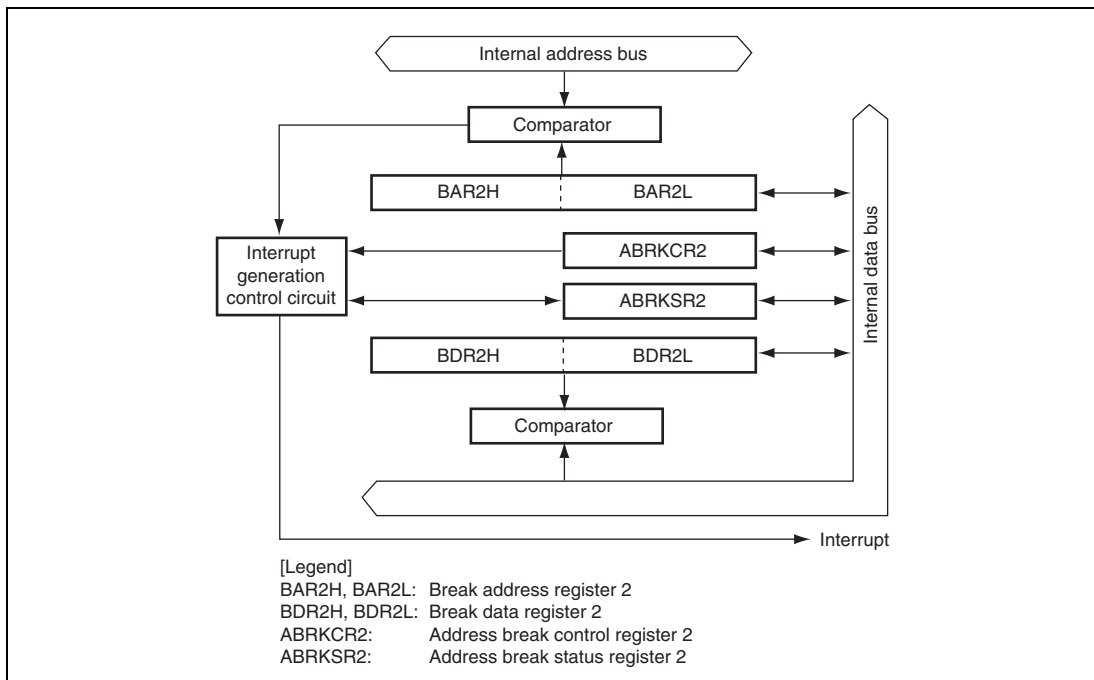 Internal address bus
Comparator
BAR2H BAR2L
Interrupt
generation
control circuit
ABRKCR2
ABRKSR2
Internal data bus
BDR2H BDR2L
Comparator
Interrupt
[Legend]
BAR2H, BAR2L: Break address register 2
BDR2H, BDR2L: Break data register 2
ABRKCR2: Address break control register 2
ABRKSR2: Address break status register 2